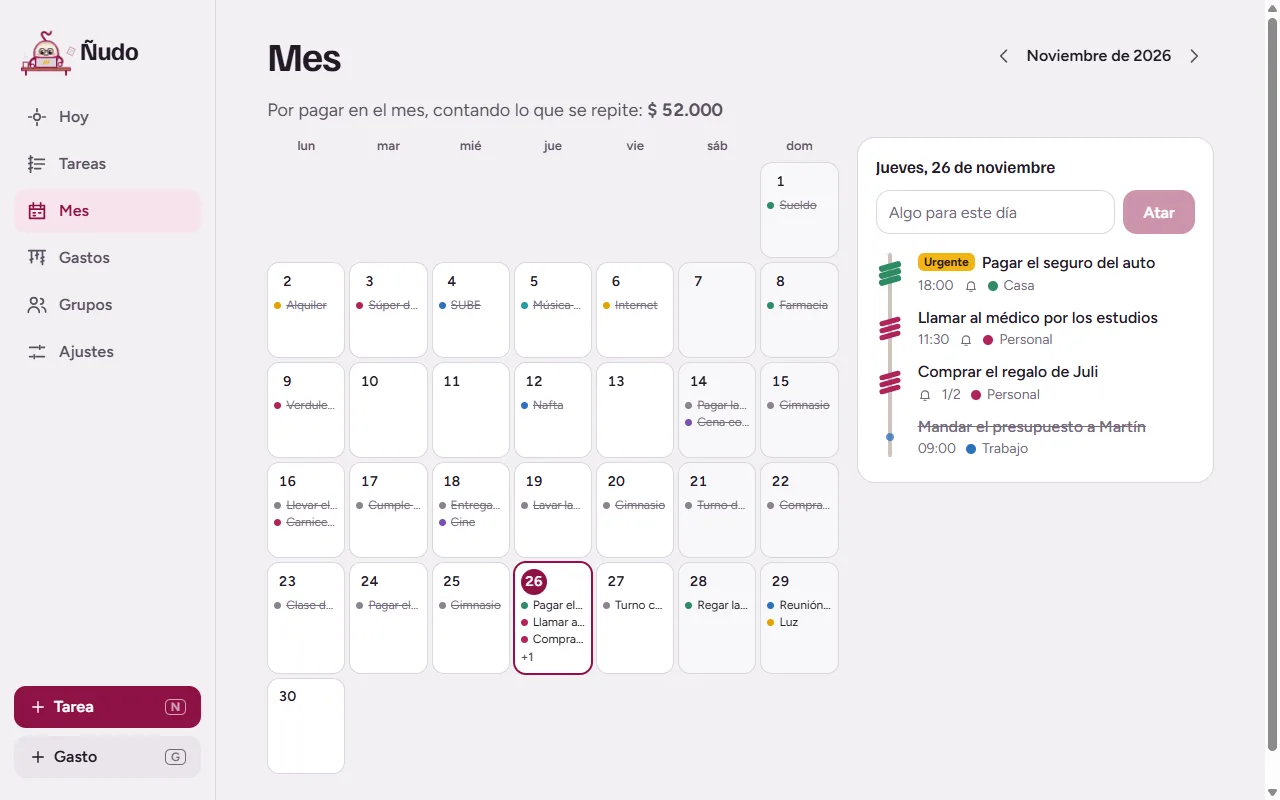 Ñudo
Hoy
Tareas
Mes
Gastos
Grupos
Ajustes
+ Tarea N
+ Gasto G
Mes
Noviembre de 2026
Por pagar en el mes, contando lo que se repite: $ 52.000
lun mar mié jue vie sáb dom
1
Sueldo
2 3 4 5 6 7 8
Alquiler Súper d... SUBE Música-... Internet Farmacia
9 10 11 12 13 14 15
Verdule... Nafta Pagar la... Gimnasio
Cena co...
16 17 18 19 20 21 22
Llevar el... Cumple-... Entrega... Lavar la... Gimnasio Turno d... Compra...
Carnice... Cine
23 24 25 26 27 28 29
Clase d... Pagar el... Gimnasio Pagar el... Turno c... Regar la... Reunión...
Llamar a... Luz
Compra...
+1
30
Jueves, 26 de noviembre
Algo para este día Atar
Urgente Pagar el seguro del auto
18:00 Casa
Llamar al médico por los estudios
11:30 Personal
Comprar el regalo de Juli
1/2 Personal
Mandar el presupuesto a Martín
09:00 Trabajo